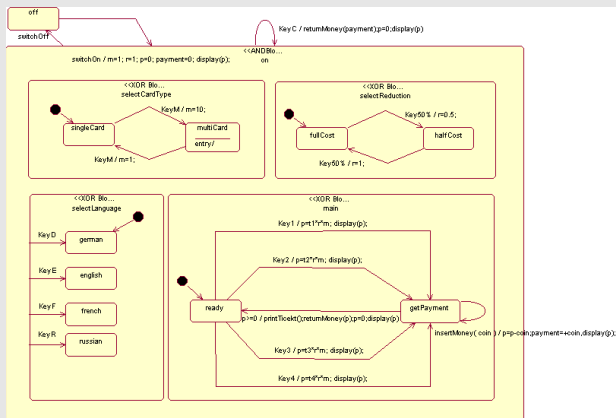 off
switchOff
KeyC / returnMoney(payment);p=0;display(p)
<<ANDBlo...
on
switchOn / m=1; r=1; p=0; payment=0; display(p);
<<XOR Blo...
selectCardType
KeyM / m=10;
singleCard
multiCard
entry/
KeyM / m=1;
<<XOR Blo...
selectReduction
Key50% / r=0.5;
fullCost
halfCost
Key50% / r=1;
<<XOR Blo...
selectLanguage
KeyD
german
KeyE
english
KeyF
french
KeyR
russian
<<XOR Blo...
main
Key1 / p=t1*r*m; display(p);
Key2 / p=t2*r*m; display(p);
ready
getPayment
p>=0 / printTicekt();returnMoney(p);p=0;display(p)
insertMoney( coin ) / p=p-coin;payment=+coin,display(p);
Key3 / p=t3*r*m; display(p);
Key4 / p=t4*r*m; display(p);